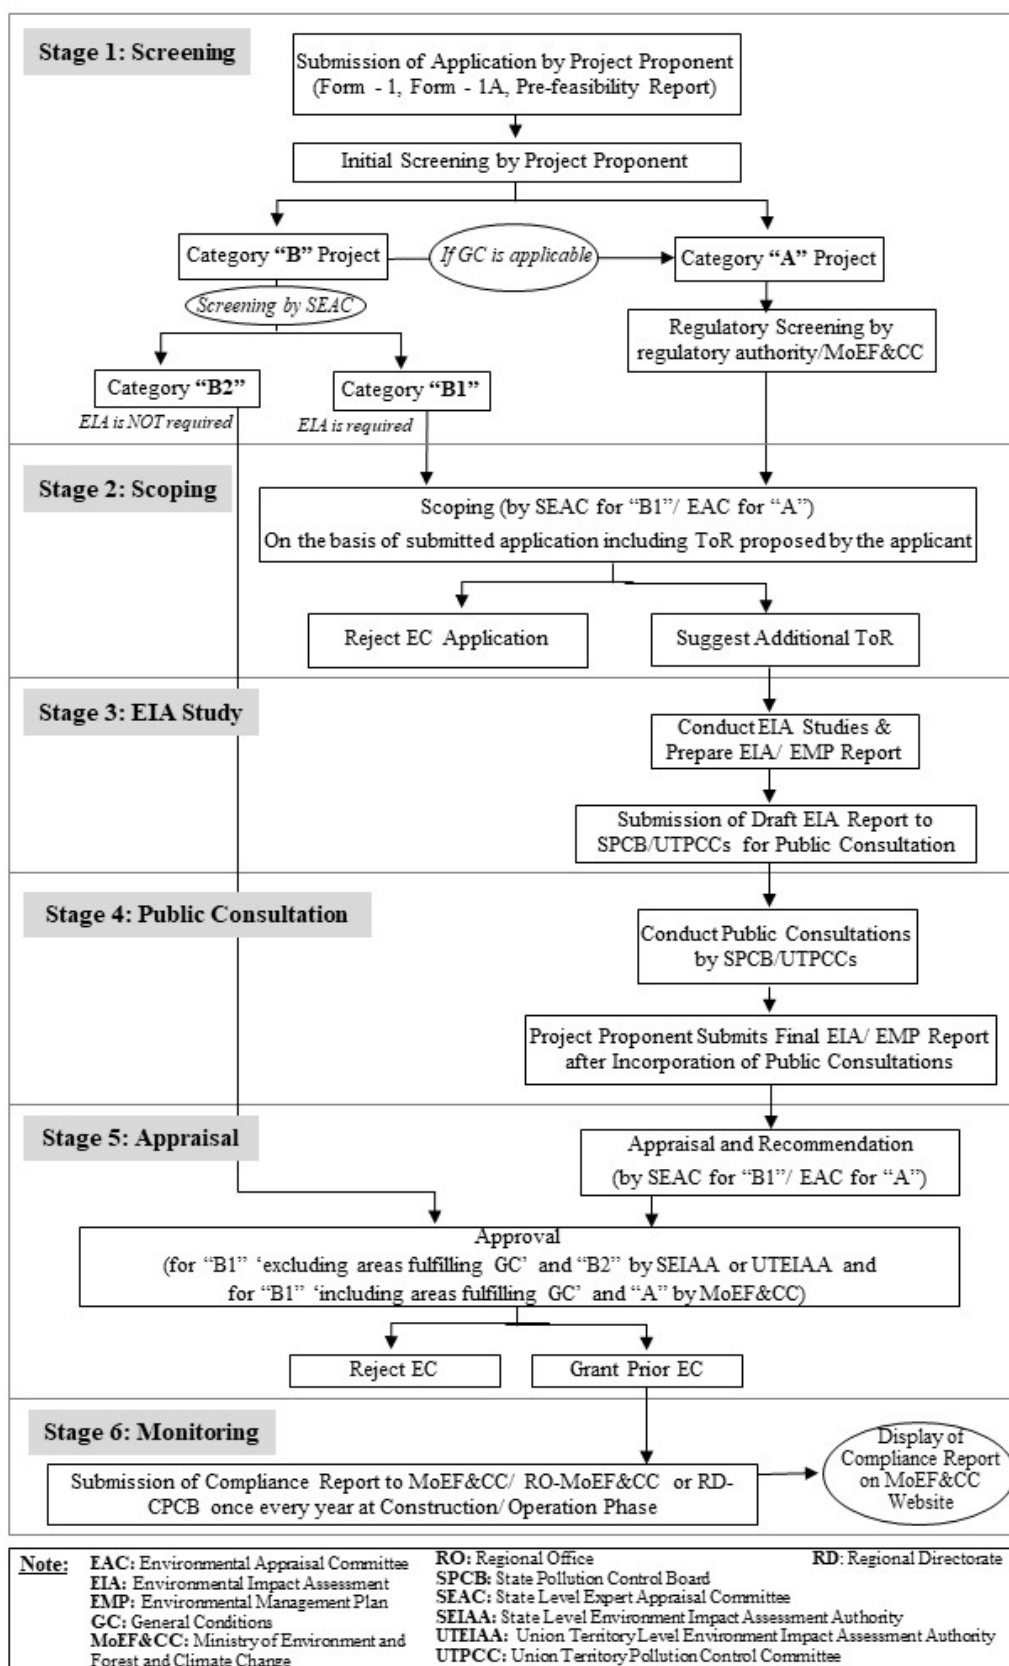 Stage 1: Screening
Submission of Application by Project Proponent
(Form - 1, Form - 1A, Pre-feasibility Report)
Initial Screening by Project Proponent
Category “B” Project
If GC is applicable
Category “A” Project
Screening by SEAC
Regulatory Screening by
regulatory authority/MoEF&CC
Category “B2”
EIA is NOT required
Category “B1”
EIA is required
Stage 2: Scoping
Scoping (by SEAC for “B1”/ EAC for “A”)
On the basis of submitted application including ToR proposed by the applicant
Reject EC Application
Suggest Additional ToR
Stage 3: EIA Study
Conduct EIA Studies &
Prepare EIA/ EMP Report
Submission of Draft EIA Report to
SPCB/UTPCCs for Public Consultation
Stage 4: Public Consultation
Conduct Public Consultations
by SPCB/UTPCCs
Project Proponent Submits Final EIA/ EMP Report
after Incorporation of Public Consultations
Stage 5: Appraisal
Appraisal and Recommendation
(by SEAC for “B1”/ EAC for “A”)
Approval
(for “B1” ‘excluding areas fulfilling GC’ and “B2” by SEIAA or UTEIAA and
for “B1” ‘including areas fulfilling GC’ and “A” by MoEF&CC)
Reject EC
Grant Prior EC
Stage 6: Monitoring
Submission of Compliance Report to MoEF&CC/ RO-MoEF&CC or RD-
CPCB once every year at Construction/ Operation Phase
Display of
Compliance Report
on MoEF&CC
Website
Note:
EAC: Environmental Appraisal Committee
EIA: Environmental Impact Assessment
EMP: Environmental Management Plan
GC: General Conditions
MoEF&CC: Ministry of Environment and
Forest and Climate Change
RO: Regional Office
RD: Regional Directorate
SPCB: State Pollution Control Board
SEAC: State Level Expert Appraisal Committee
SEIAA: State Level Environment Impact Assessment Authority
UTEIAA: Union Territory Level Environment Impact Assessment Authority
UTPCC: Union Territory Pollution Control Committee